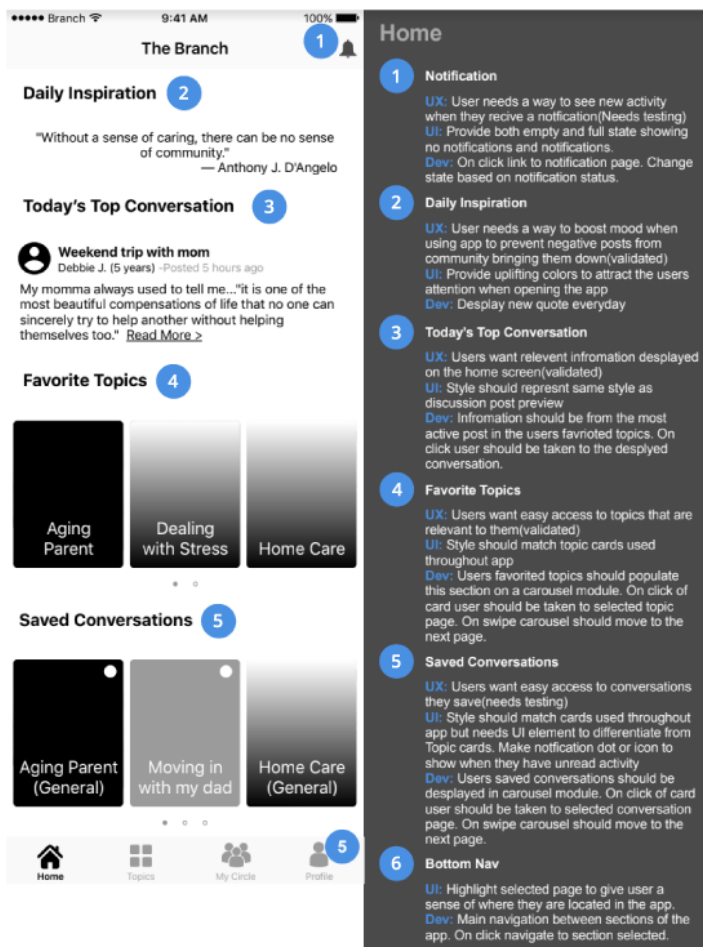 Branch 9:41 AM 100%
The Branch
1
Daily Inspiration 2
"Without a sense of caring, there can be no sense
of community."
— Anthony J. D'Angelo
Today's Top Conversation 3
Weekend trip with mom
Debbie J. (5 years) -Posted 5 hours ago
My momma always used to tell me..."it is one of the
most beautiful compensations of life that no one can
sincerely try to help another without helping
themselves too." Read More >
Favorite Topics 4
Aging
Parent
Dealing
with Stress
Home Care
Saved Conversations 5
Aging Parent
(General)
Moving in
with my dad
Home Care
(General)
5
Home
Topics
My Circle
Profile
Home
1 Notification
UX: User needs a way to see new activity
when they recive a notfication(Needs testing)
UI: Provide both empty and full state showing
no notifications and notifications.
Dev: On click link to notification page. Change
state based on notification status.
2 Daily Inspiration
UX: User needs a way to boost mood when
using app to prevent negative posts from
community bringing them down(validated)
UI: Provide uplifting colors to attract the users
attention when opening the app
Dev: Desplay new quote everyday
3 Today's Top Conversation
UX: Users want relevent infromation desplayed
on the home screen(validated)
UI: Style should represnt same style as
discussion post preview
Dev: Infromation should be from the most
active post in the users favrioted topics. On
click user should be taken to the desplyed
conversation.
4 Favorite Topics
UX: Users want easy access to topics that are
relevant to them(validated)
UI: Style should match topic cards used
throughout app
Dev: Users favorited topics should populate
this section on a carousel module. On click of
card user should be taken to selected topic
page. On swipe carousel should move to the
next page.
5 Saved Conversations
UX: Users want easy access to conversations
they save(needs testing)
UI: Style should match cards used throughout
app but needs UI element to differentiate from
Topic cards. Make notfication dot or icon to
show when they have unread activity
Dev: Users saved conversations should be
desplayed in carousel module. On click of card
user should be taken to selected conversation
page. On swipe carousel should move to the
next page.
6 Bottom Nav
UI: Highlight selected page to give user a
sense of where they are located in the app.
Dev: Main navigation between sections of the
app. On click navigate to section selected.